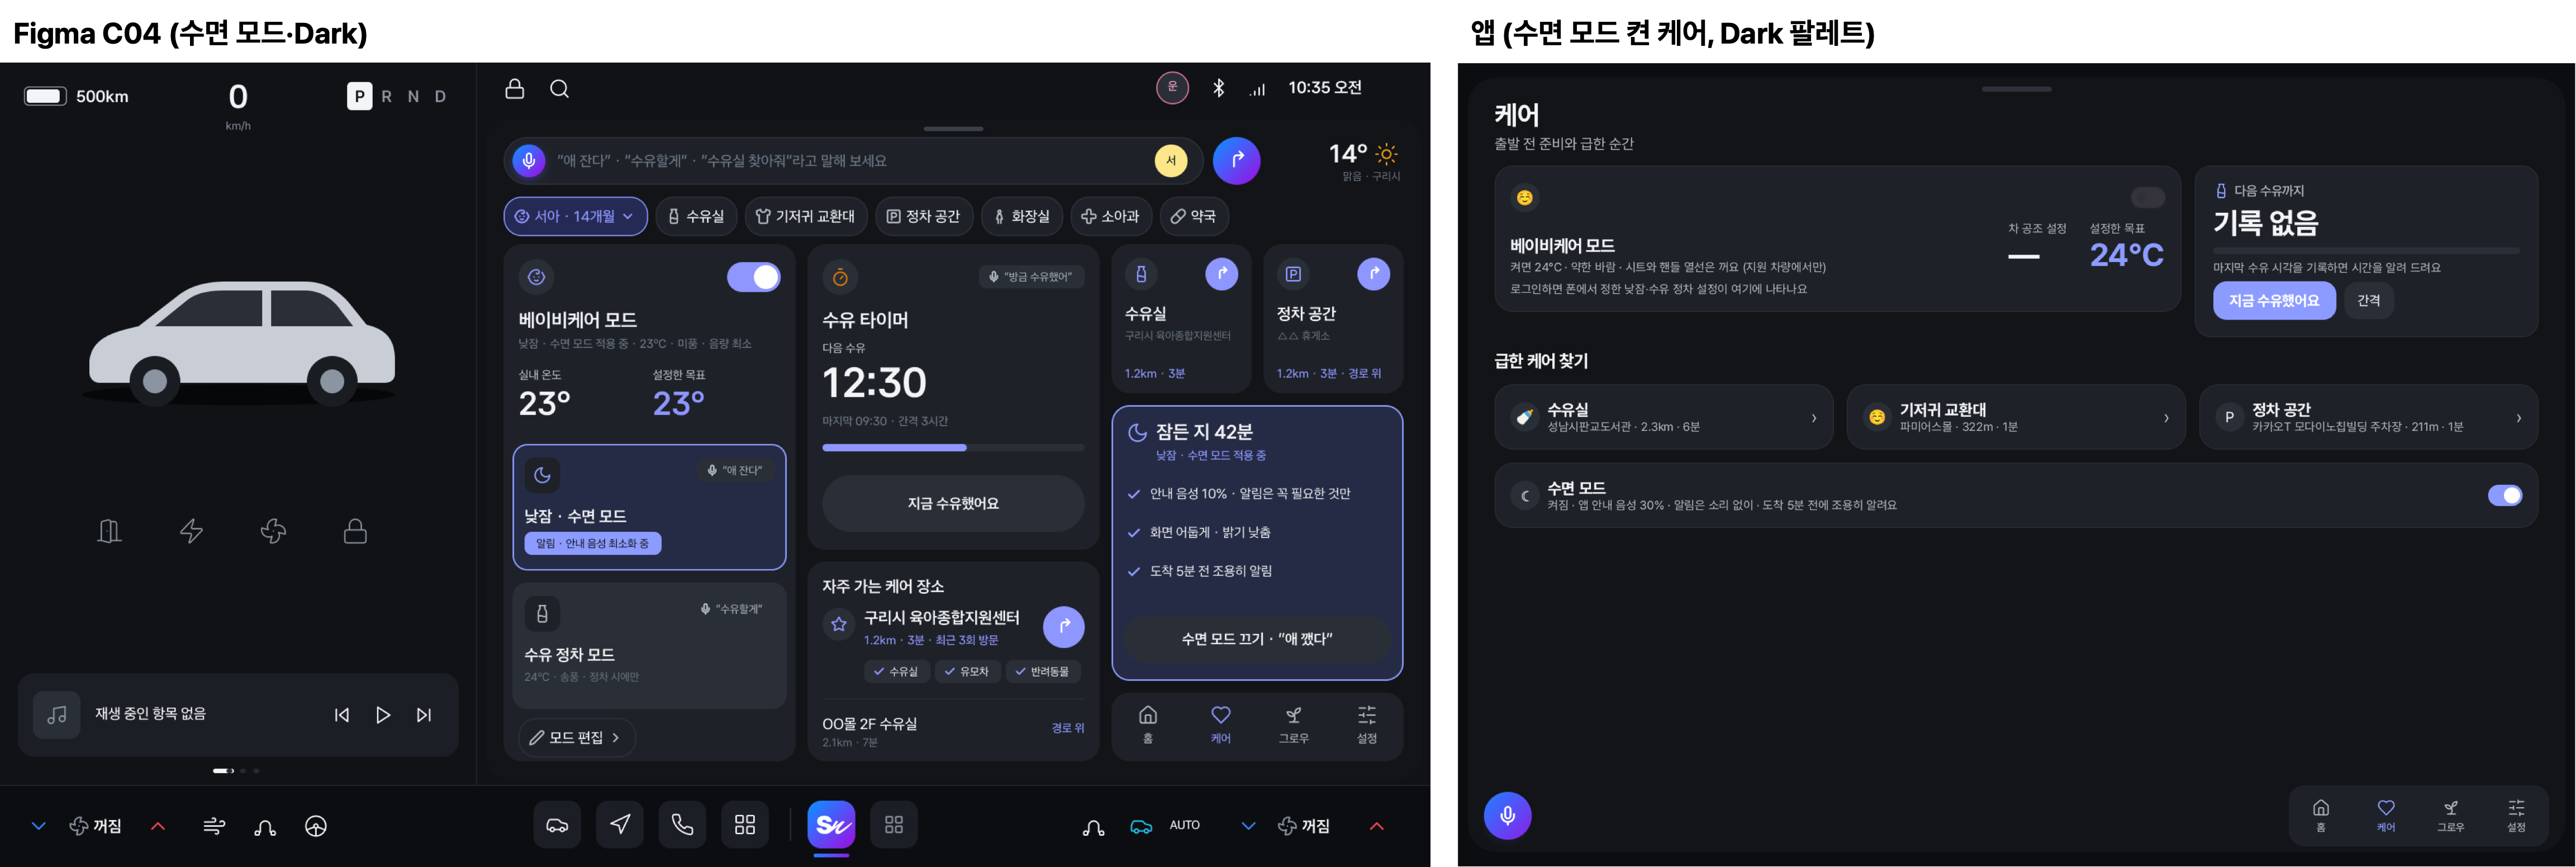 Figma C04 (수면 모드·Dark)
500km
0
km/h
P R N D
재생 중인 항목 없음
운
10:35 오전
"애 잔다" · "수유할게" · "수유실 찾아줘"라고 말해 보세요
서
14°
맑음 · 구리시
서아 · 14개월
수유실
기저귀 교환대
정차 공간
화장실
소아과
약국
베이비케어 모드
낮잠 · 수면 모드 적용 중 · 23°C · 미풍 · 음량 최소
실내 온도
23°
설정한 목표
23°
"애 잔다"
낮잠 · 수면 모드
알림 · 안내 음성 최소화 중
"수유할게"
수유 정차 모드
24°C · 송풍 · 정차 시에만
모드 편집
"방금 수유했어"
수유 타이머
다음 수유
12:30
마지막 09:30 · 간격 3시간
지금 수유했어요
자주 가는 케어 장소
구리시 육아종합지원센터
1.2km · 3분 · 최근 3회 방문
수유실
유모차
반려동물
OO몰 2F 수유실
2.1km · 7분
경로 위
수유실
구리시 육아종합지원센터
1.2km · 3분
P
정차 공간
△△ 휴게소
1.2km · 3분 · 경로 위
잠든 지 42분
낮잠 · 수면 모드 적용 중
안내 음성 10% · 알림은 꼭 필요한 것만
화면 어둡게 · 밝기 낮춤
도착 5분 전 조용히 알림
수면 모드 끄기 · "애 깼다"
홈
케어
그로우
설정
꺼짐
AUTO
꺼짐
앱 (수면 모드 켠 케어, Dark 팔레트)
케어
출발 전 준비와 급한 순간
베이비케어 모드
켜면 24°C · 약한 바람 · 시트와 핸들 열선은 꺼요 (지원 차량에서만)
로그인하면 폰에서 정한 낮잠·수유 정차 설정이 여기에 나타나요
차 공조 설정
—
설정한 목표
24°C
다음 수유까지
기록 없음
마지막 수유 시각을 기록하면 시간을 알려 드려요
지금 수유했어요
간격
급한 케어 찾기
수유실
성남시판교도서관 · 2.3km · 6분
기저귀 교환대
파미어스몰 · 322m · 1분
P
정차 공간
카카오T 모다이노칩빌딩 주차장 · 211m · 1분
수면 모드
켜짐 · 앱 안내 음성 30% · 알림은 소리 없이 · 도착 5분 전에 조용히 알려요
홈
케어
그로우
설정